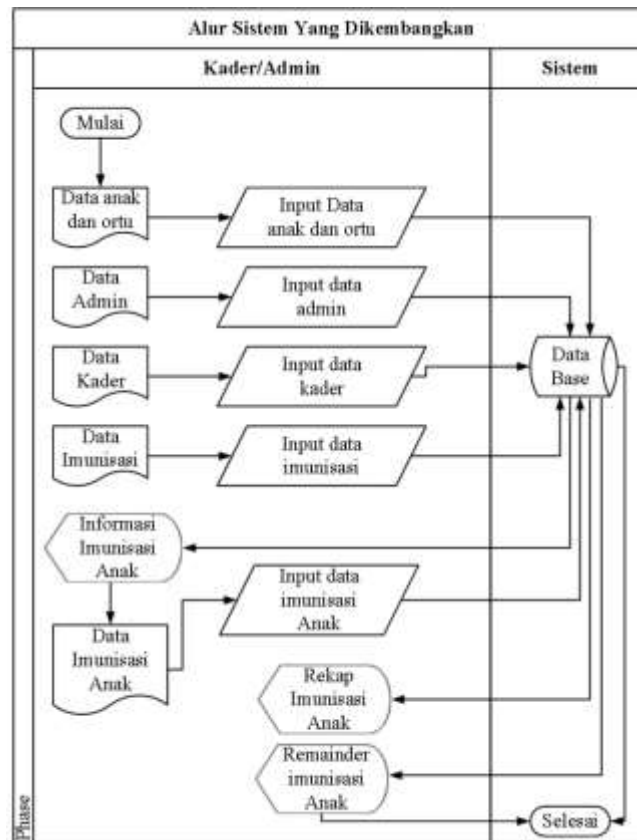 Alur Sistem Yang Dikembangkan
Kader/Admin
Sistem
Mulai
Data anak
dan ortu
Input Data
anak dan ortu
Data
Admin
Input data
admin
Data
Kader
Input data
kader
Data
Base
Data
Imunisasi
Input data
imunisasi
Informasi
Imunisasi
Anak
Input data
imunisasi
Anak
Data
Imunisasi
Anak
Rekap
Imunisasi
Anak
Remainder
imunisasi
Anak
Selesai
Phase